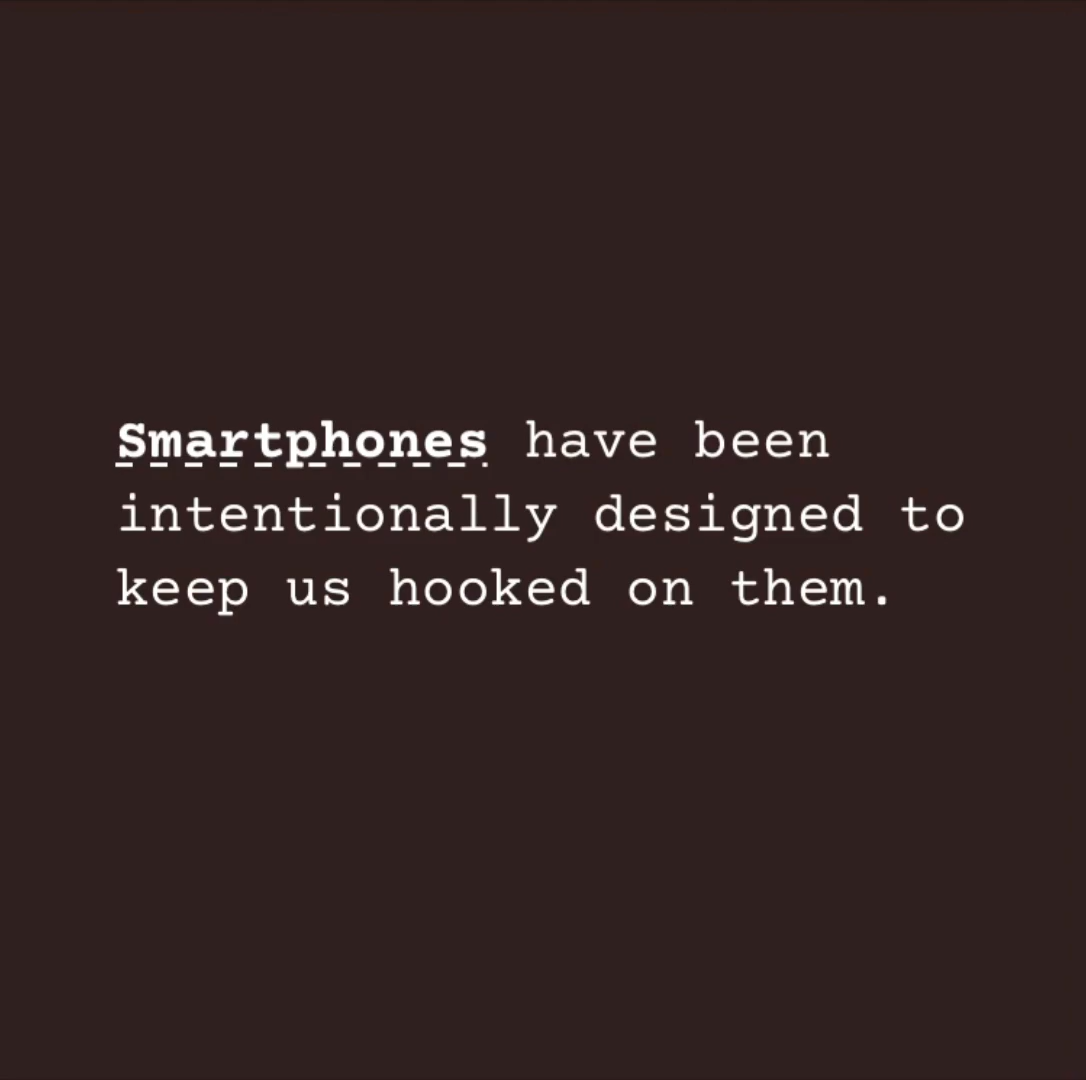 Smartphones have been
intentionally designed to
keep us hooked on them.